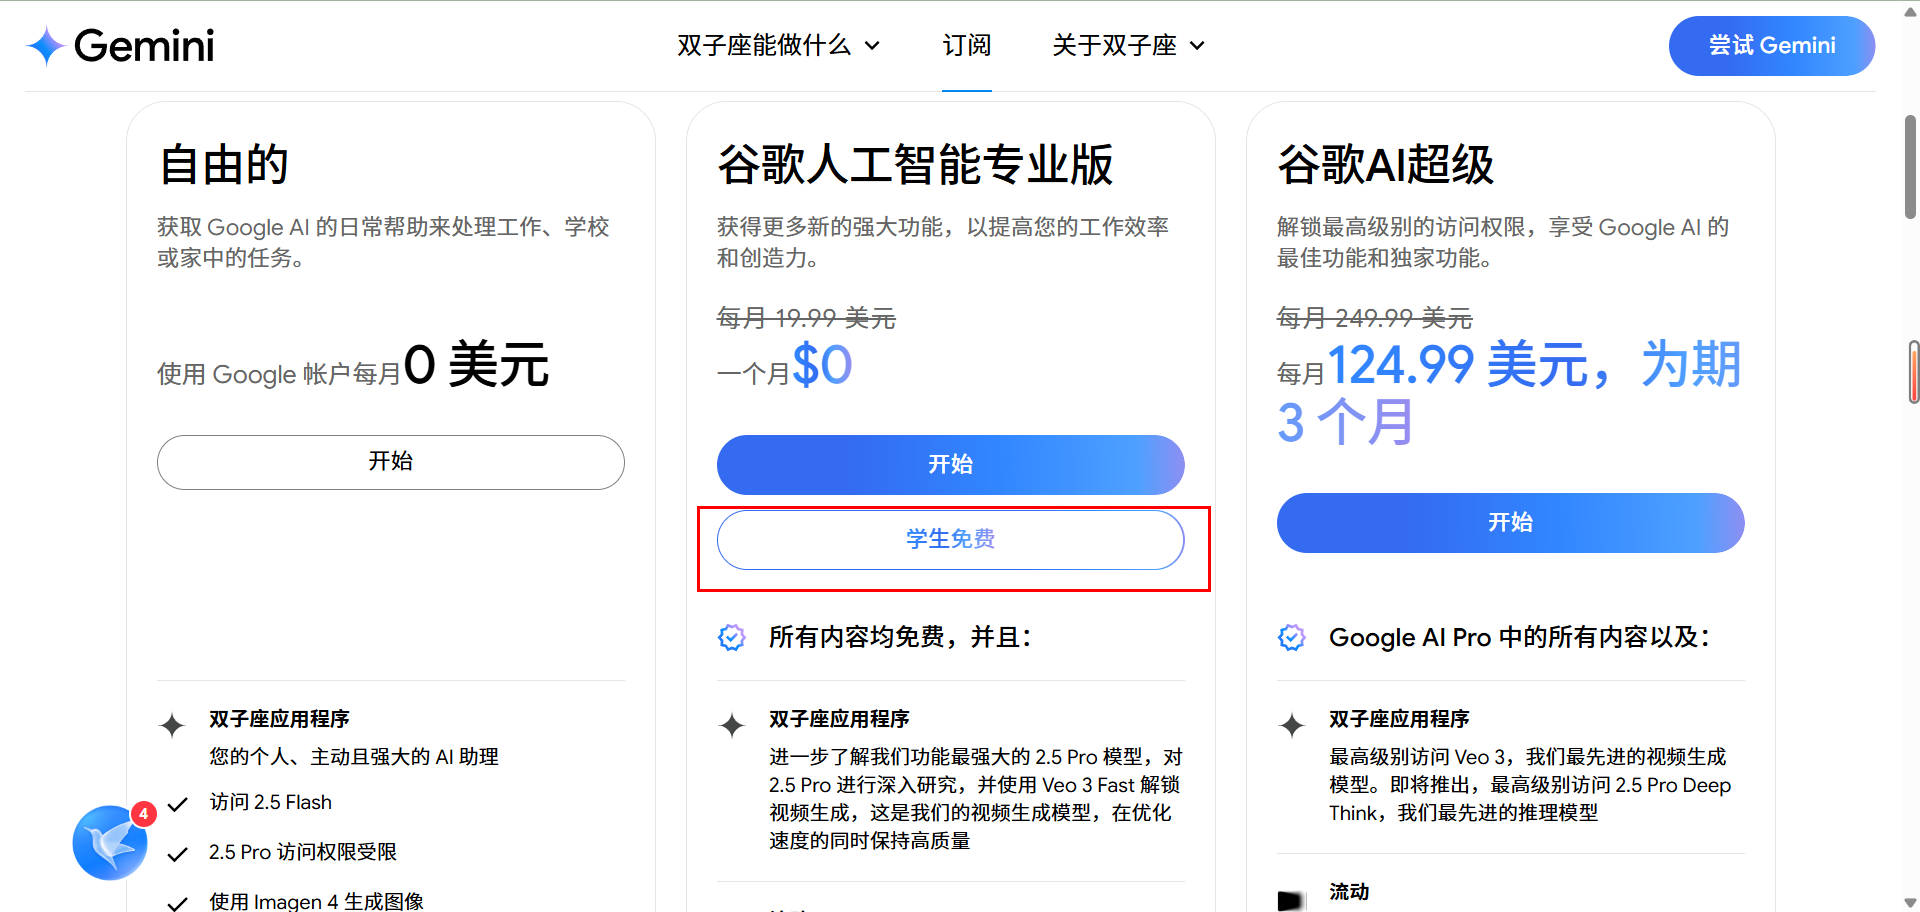 Gemini
双子座能做什么
订阅
关于双子座
尝试 Gemini
自由的
获取 Google AI 的日常帮助来处理工作、学校
或家中的任务。
使用 Google 帐户每月0 美元
开始
双子座应用程序
您的个人、主动且强大的 AI 助理
访问 2.5 Flash
2.5 Pro 访问权限受限
使用 Imagen 4 生成图像
4
谷歌人工智能专业版
获得更多新的强大功能，以提高您的工作效率
和创造力。
每月 19.99 美元
一个月$0
开始
学生免费
所有内容均免费，并且：
双子座应用程序
进一步了解我们功能最强大的 2.5 Pro 模型，对
2.5 Pro 进行深入研究，并使用 Veo 3 Fast 解锁
视频生成，这是我们的视频生成模型，在优化
速度的同时保持高质量
谷歌AI超级
解锁最高级别的访问权限，享受 Google AI 的
最佳功能和独家功能。
每月 249.99 美元
每月124.99 美元，为期
3 个月
开始
Google AI Pro 中的所有内容以及：
双子座应用程序
最高级别访问 Veo 3，我们最先进的视频生成
模型。即将推出，最高级别访问 2.5 Pro Deep
Think，我们最先进的推理模型
流动